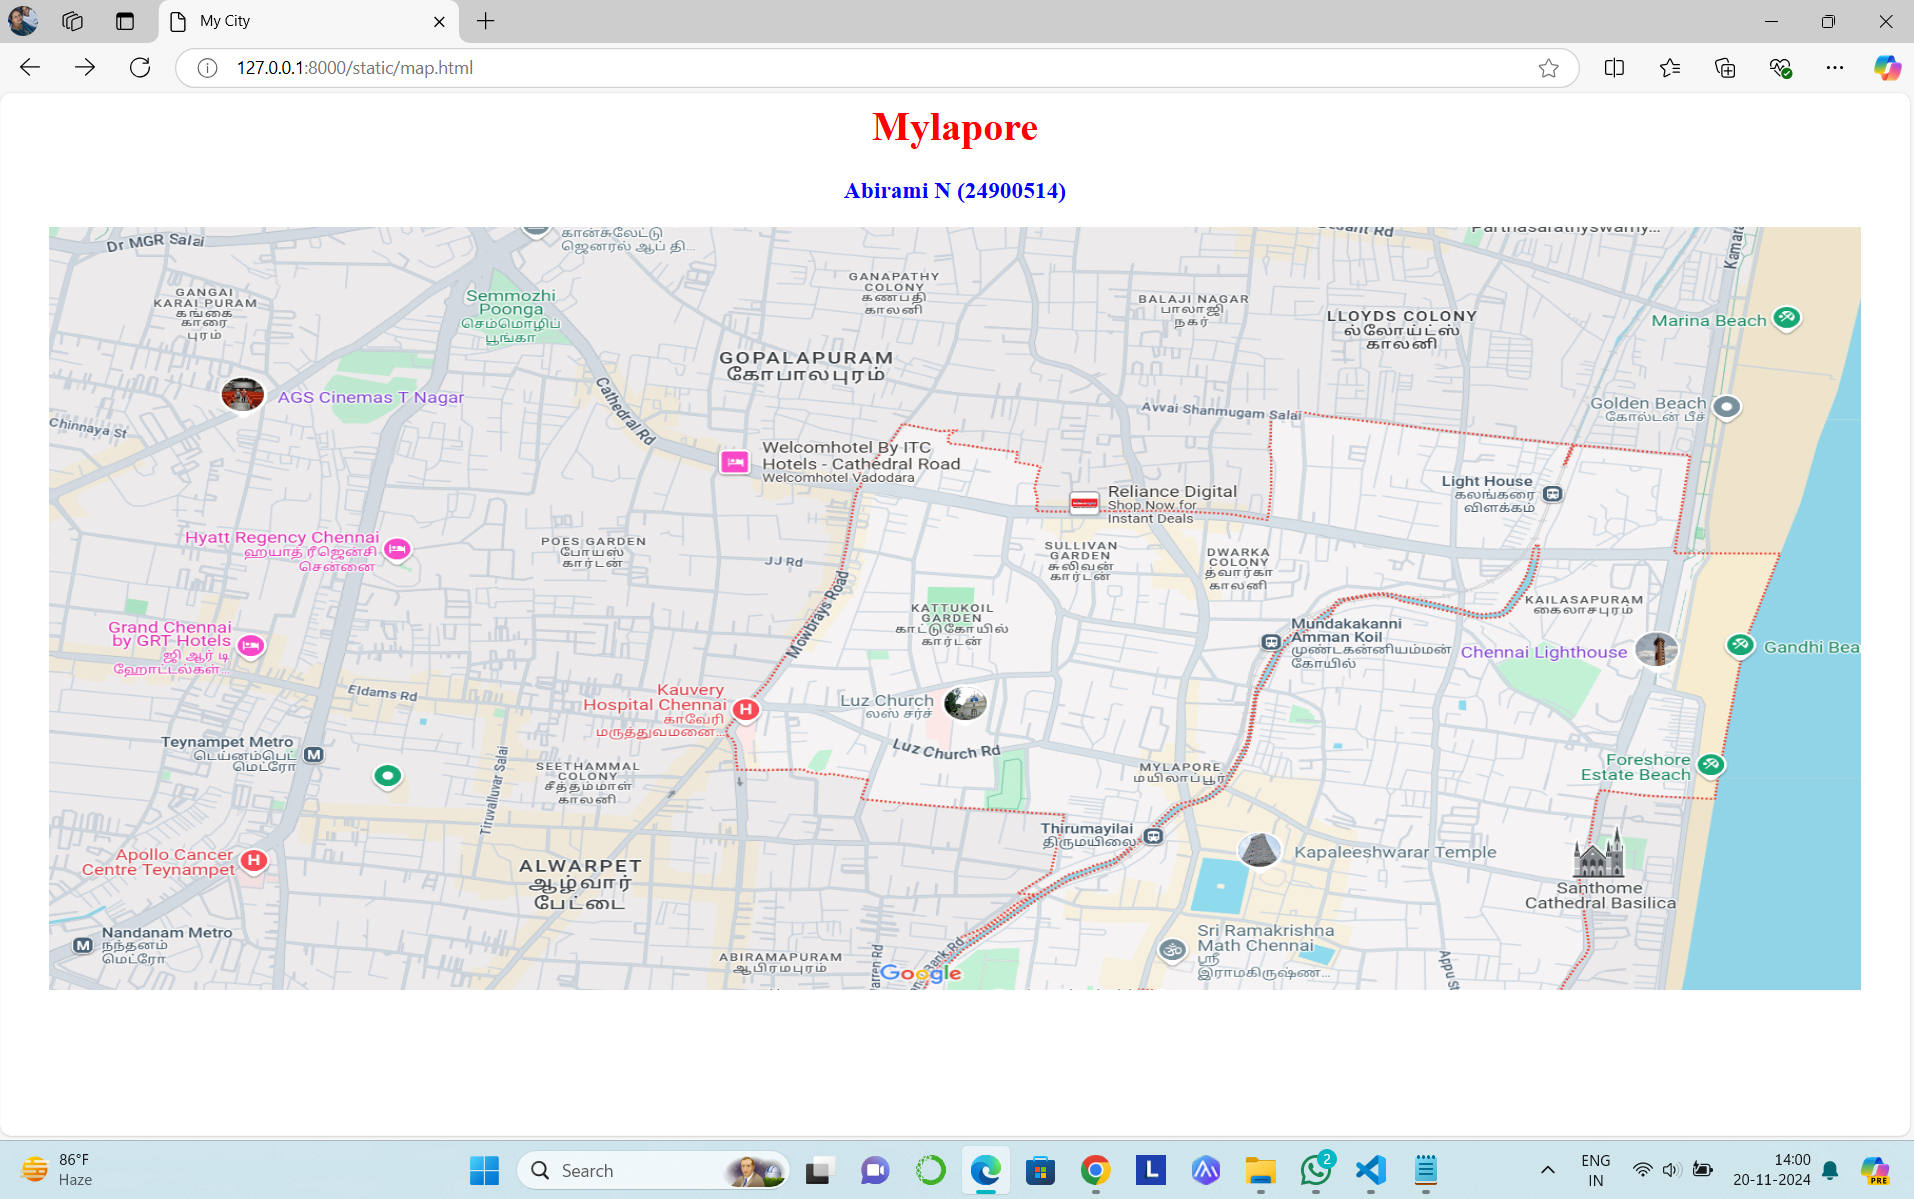 My City
127.0.0.1:8000/static/map.html
Mylapore
Abirami N (24900514)
Dr MGR Salai
கான்சுலேட்டு
ஜெனரல் ஆப் தி...
GANGAI
KARAI PURAM
கங்கை
காரை
புரம்
Semmozhi
Poonga
செம்மொழிப்
பூங்கா
GANAPATHY
COLONY
கணபதி
காலனி
BALAJI NAGAR
பாலாஜி
நகர்
LLOYDS COLONY
ல்லோய்ட்ஸ்
காலனி
Marina Beach
GOPALAPURAM
கோபாலபுரம்
AGS Cinemas T Nagar
Chinnaya St
Cathedral Rd
Avvai Shanmugam Salai
Golden Beach
கோல்டன் பீச்
Welcomhotel By ITC
Hotels - Cathedral Road
Welcomhotel Vadodara
Reliance Digital
Shop Now for
Instant Deals
Light House
கலங்கரை
விளக்கம்
Hyatt Regency Chennai
ஹயாத் ரீஜென்சி
சென்னை
POES GARDEN
போயஸ்
கார்டன்
JJ Rd
SULLIVAN
GARDEN
சுலிவன்
கார்டன்
DWARKA
COLONY
த்வார்கா
காலனி
Mowbrays Road
KATTUKOIL
GARDEN
காட்டுகோயில்
கார்டன்
KAILASAPURAM
கைலாசபுரம்
Mundakakanni
Amman Koil
முண்டகன்னியம்மன்
கோயில்
Chennai Lighthouse
Gandhi Bea
Grand Chennai
by GRT Hotels
ஜி ஆர் டி
ஹோட்டல்கள்...
Eldams Rd
Kauvery
Hospital Chennai
காவேரி
மருத்துவமனை...
Luz Church
லஸ் சர்ச்
Luz Church Rd
Teynampet Metro
டெய்னம்பெட்
மெட்ரோ
Tiruvalluvar Salai
SEETHAMMAL
COLONY
சீத்தம்மாள்
காலனி
MYLAPORE
மயிலாப்பூர்
Foreshore
Estate Beach
Thirumayilai
திருமயிலை
Kapaleeshwarar Temple
Apollo Cancer
Centre Teynampet
ALWARPET
ஆழ்வார்
பேட்டை
Santhome
Cathedral Basilica
Nandanam Metro
நந்தனம்
மெட்ரோ
ABIRAMAPURAM
ஆபிரமபுரம்
Google
Sri Ramakrishna
Math Chennai
ஸ்ரீ
இராமகிருஷ்ண...
Appu St
86°F
Haze
Search
2
ENG
IN
14:00
20-11-2024
PRE